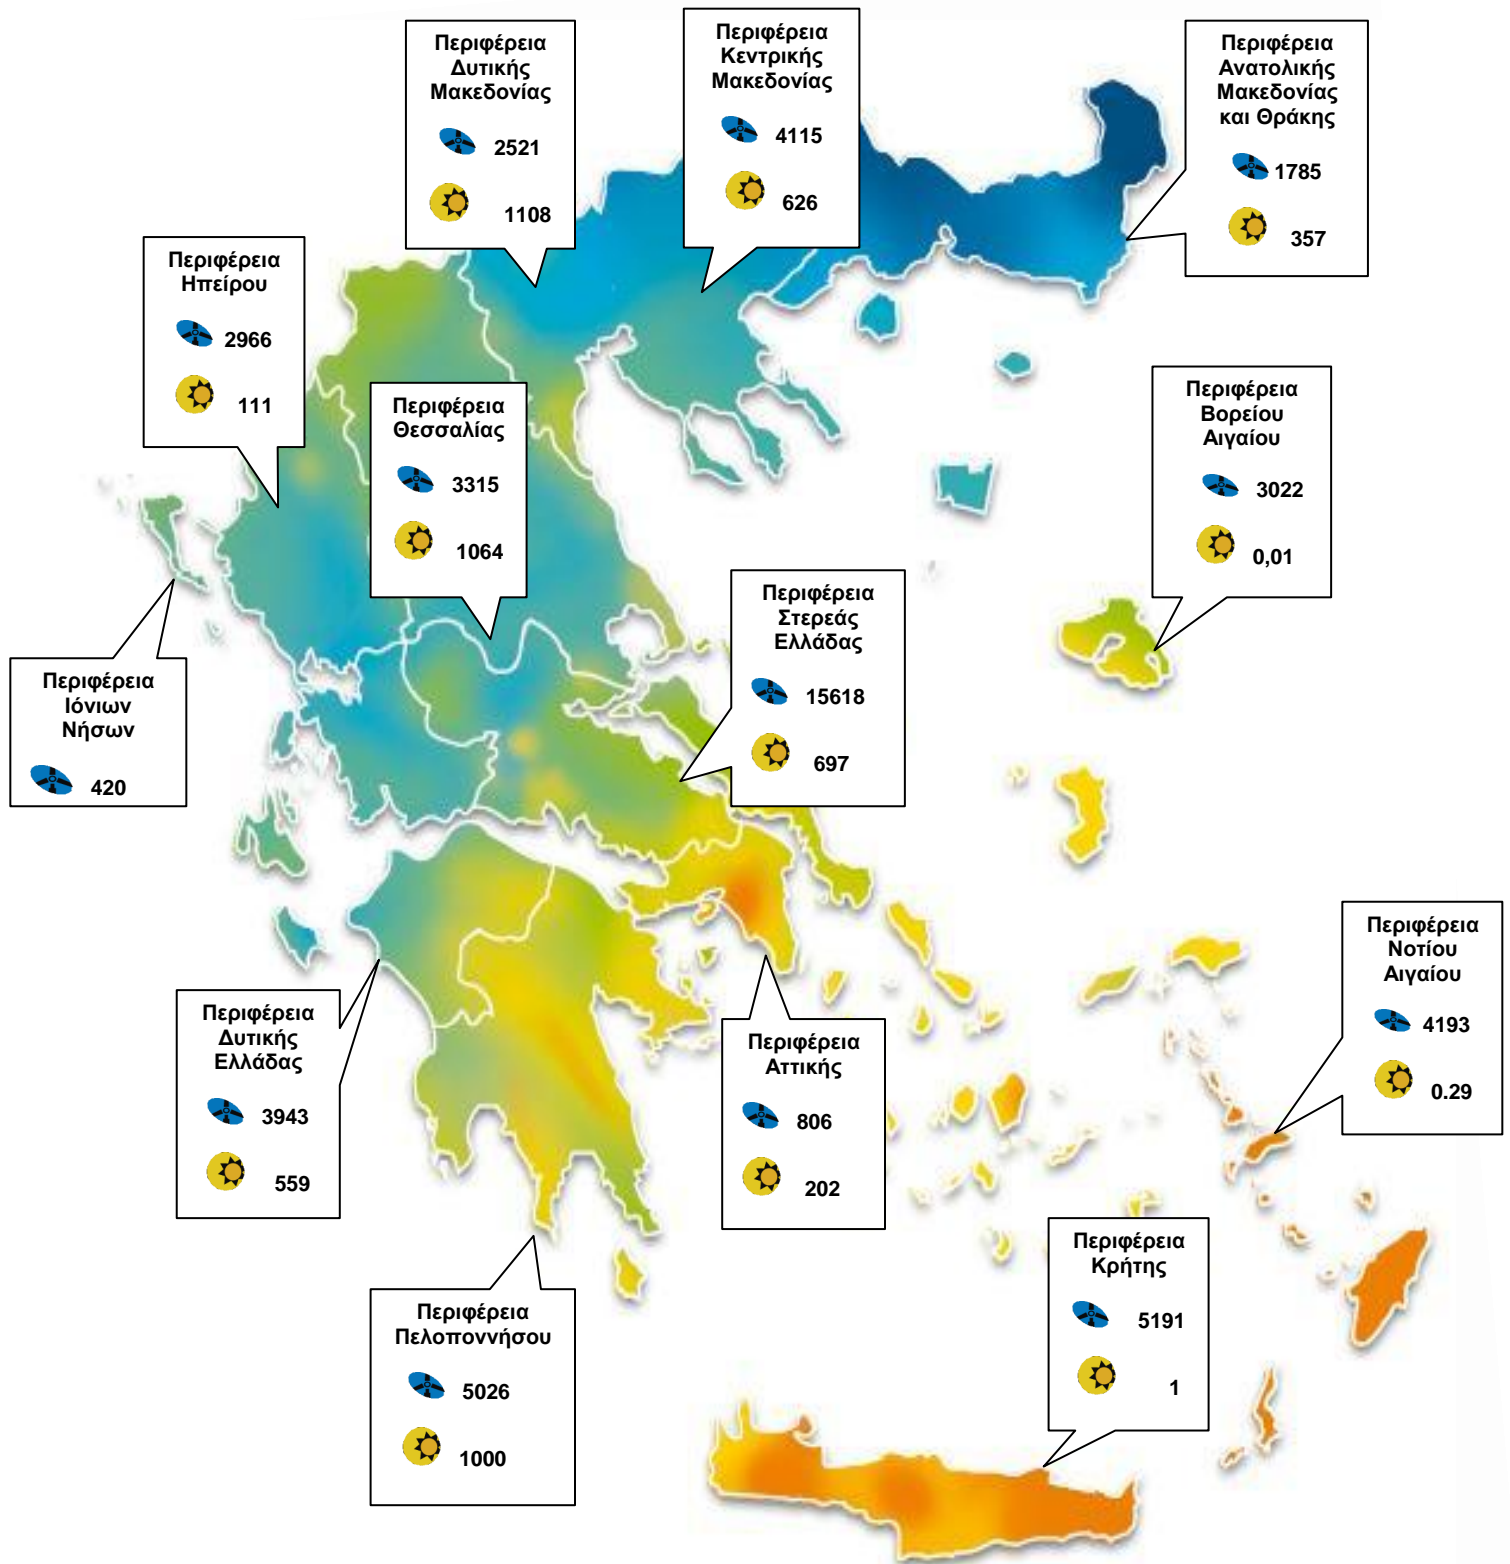 Περιφέρεια
Δυτικής
Μακεδονίας
2521
1108
Περιφέρεια
Κεντρικής
Μακεδονίας
4115
626
Περιφέρεια
Ανατολικής
Μακεδονίας
και Θράκης
1785
357
Περιφέρεια
Ηπείρου
2966
111
Περιφέρεια
Θεσσαλίας
3315
1064
Περιφέρεια
Βορείου
Αιγαίου
3022
0,01
Περιφέρεια
Στερεάς
Ελλάδας
15618
697
Περιφέρεια
Ιόνιων
Νήσων
420
Περιφέρεια
Νοτίου
Αιγαίου
4193
0.29
Περιφέρεια
Δυτικής
Ελλάδας
3943
559
Περιφέρεια
Αττικής
806
202
Περιφέρεια
Κρήτης
5191
1
Περιφέρεια
Πελοποννήσου
5026
1000